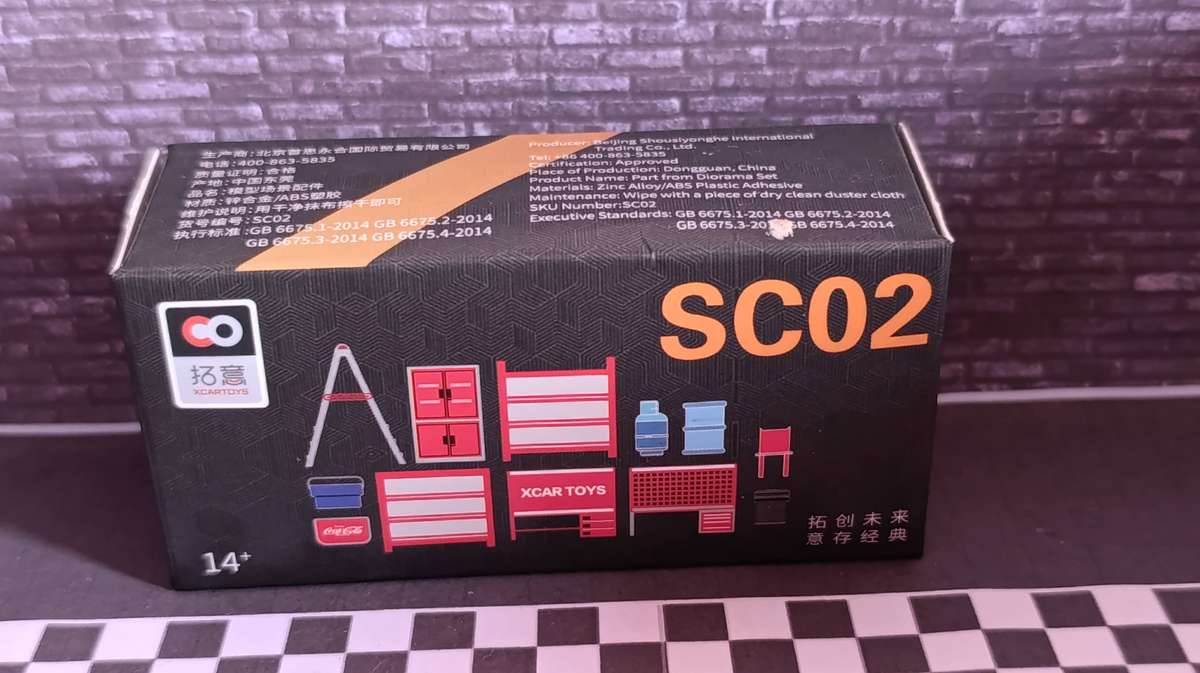 生产商:北京首思永合国际贸易有限公司
电话:400-863-5835
质量证明:合格
产地:中国东莞
品名:模型场景配件
材质:锌合金/ABS塑胶
维护说明:用干净抹布擦干即可
货号编号:SC02
执行标准:GB 6675.1-2014 GB 6675.2-2014
GB 6675.3-2014 GB 6675.4-2014
Producer: Beijing Shousiyonghe International
Trading Co., Ltd.
Tel: +86 400-863-5835
Certification: Approved
Place of Production: Dongguan, China
Product Name: Part from Diorama Set
Materials: Zinc Alloy/ABS Plastic Adhesive
Maintenance: Wipe with a piece of dry clean duster cloth
SKU Number:SC02
Executive Standards: GB 6675.1-2014 GB 6675.2-2014
GB 6675.4-2014
SC02
拓意
XCARTOYS
XCAR TOYS
Coca-Cola
拓创未来
意存经典
14+